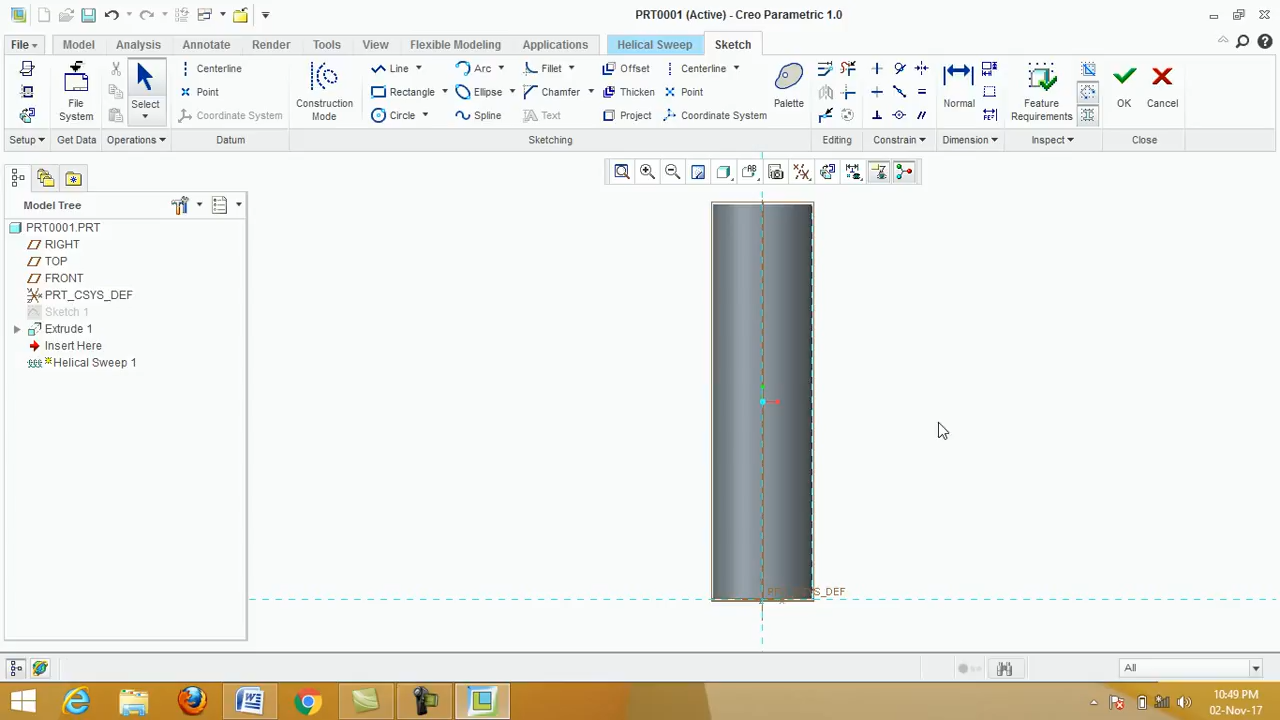 PRT0001 (Active) - Creo Parametric 1.0
File Model Analysis Annotate Render Tools View Flexible Modeling Applications Helical Sweep Sketch
Centerline Line Arc Fillet Offset Centerline
Point Rectangle Ellipse Chamfer Thicken Point
Coordinate System Circle Spline Text Project Coordinate System
File System
Select
Construction Mode
Palette
Normal
Feature Requirements
OK
Cancel
Setup Get Data Operations Datum Sketching Editing Constrain Dimension Inspect Close
Model Tree
PRT0001.PRT
RIGHT
TOP
FRONT
PRT_CSYS_DEF
Sketch 1
Extrude 1
Insert Here
Helical Sweep 1
PRT_CSYS_DEF
All
10:49 PM
02-Nov-17